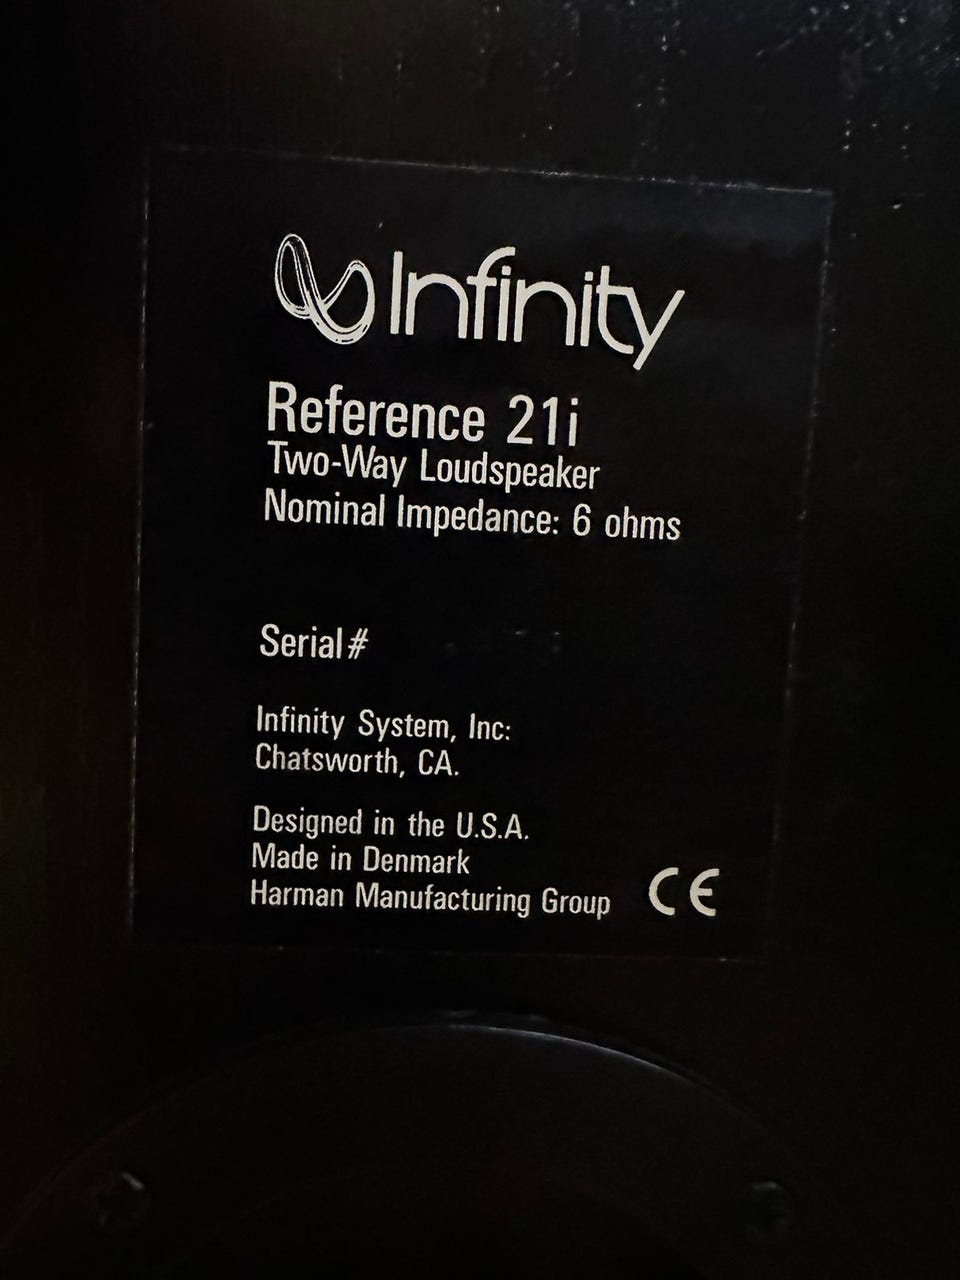 Infinity
Reference 21i
Two-Way Loudspeaker
Nominal Impedance: 6 ohms
Serial#
Infinity System, Inc:
Chatsworth, CA.
Designed in the U.S.A.
Made in Denmark
Harman Manufacturing Group CE